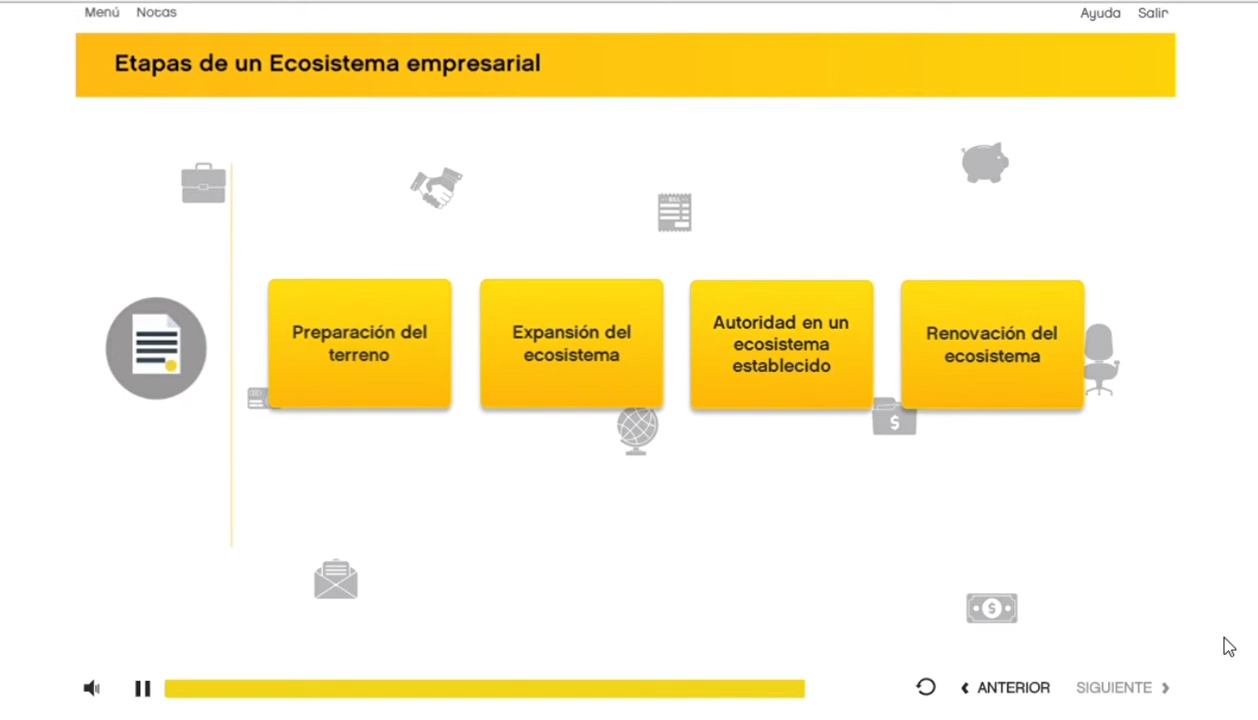 Menú Notas
Ayuda Salir
Etapas de un Ecosistema empresarial
BILL
Preparación del
terreno
Expansión del
ecosistema
Autoridad en un
ecosistema
establecido
Renovación del
ecosistema
$
$
ANTERIOR SIGUIENTE